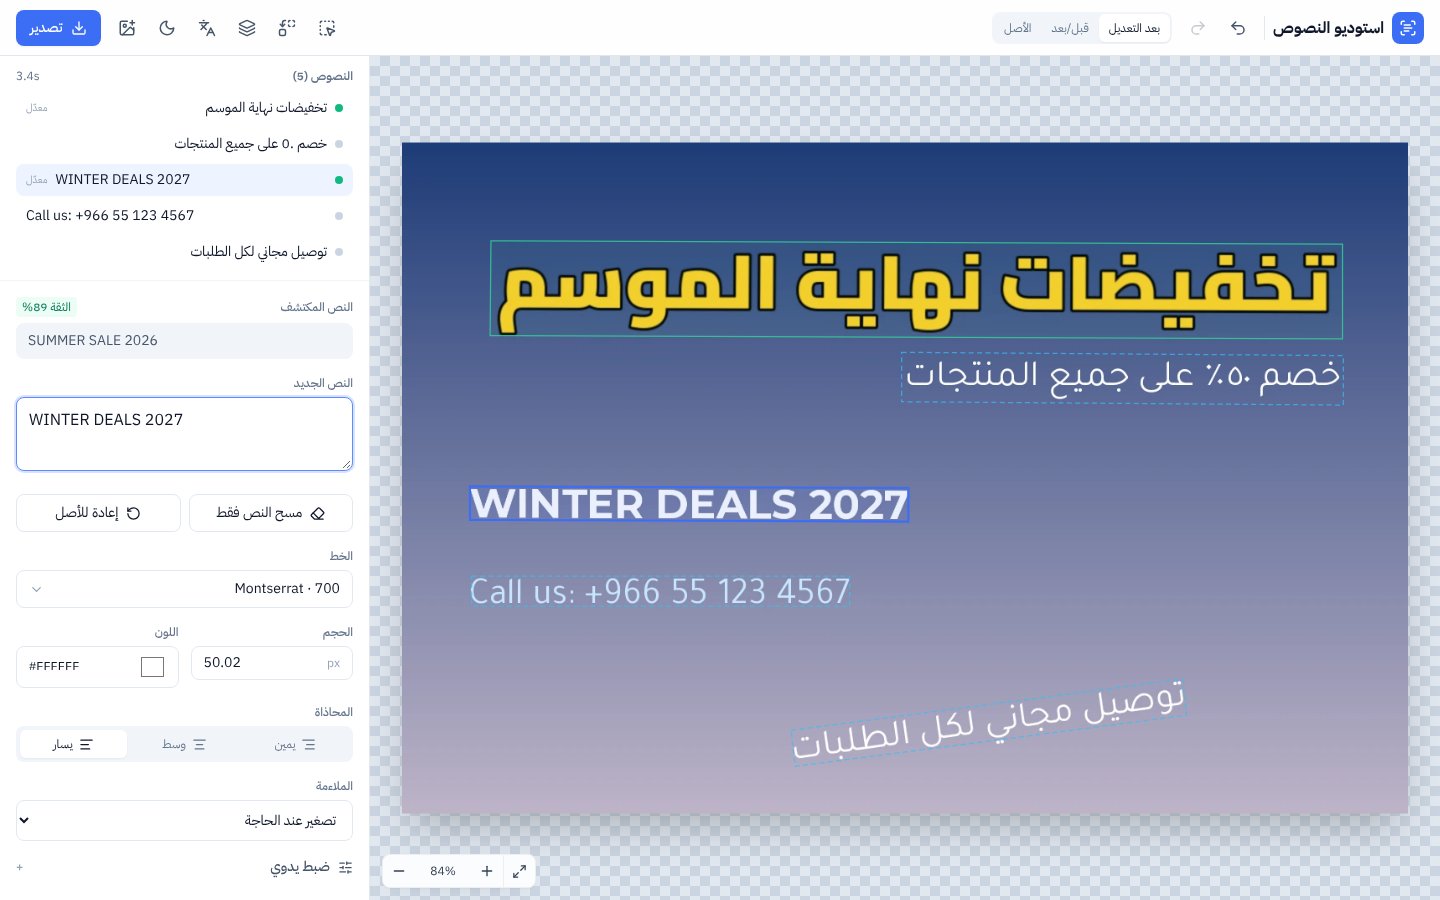 استوديو النصوص
بعد التعديل
قبل/بعد
الأصل
تصدير
النصوص (5)
3.4s
تخفيضات نهاية الموسم
معدّل
خصم .0 على جميع المنتجات
WINTER DEALS 2027
معدّل
Call us: +966 55 123 4567
توصيل مجاني لكل الطلبات
النص المكتشف
الثقة 89%
SUMMER SALE 2026
النص الجديد
WINTER DEALS 2027
مسح النص فقط
إعادة للأصل
الخط
Montserrat · 700
الحجم
اللون
50.02 px
#FFFFFF
المحاذاة
يمين
وسط
يسار
الملاءمة
تصغير عند الحاجة
ضبط يدوي
+
تخفيضات نهاية الموسم
خصم ٥٠٪ على جميع المنتجات
WINTER DEALS 2027
Call us: +966 55 123 4567
توصيل مجاني لكل الطلبات
84%